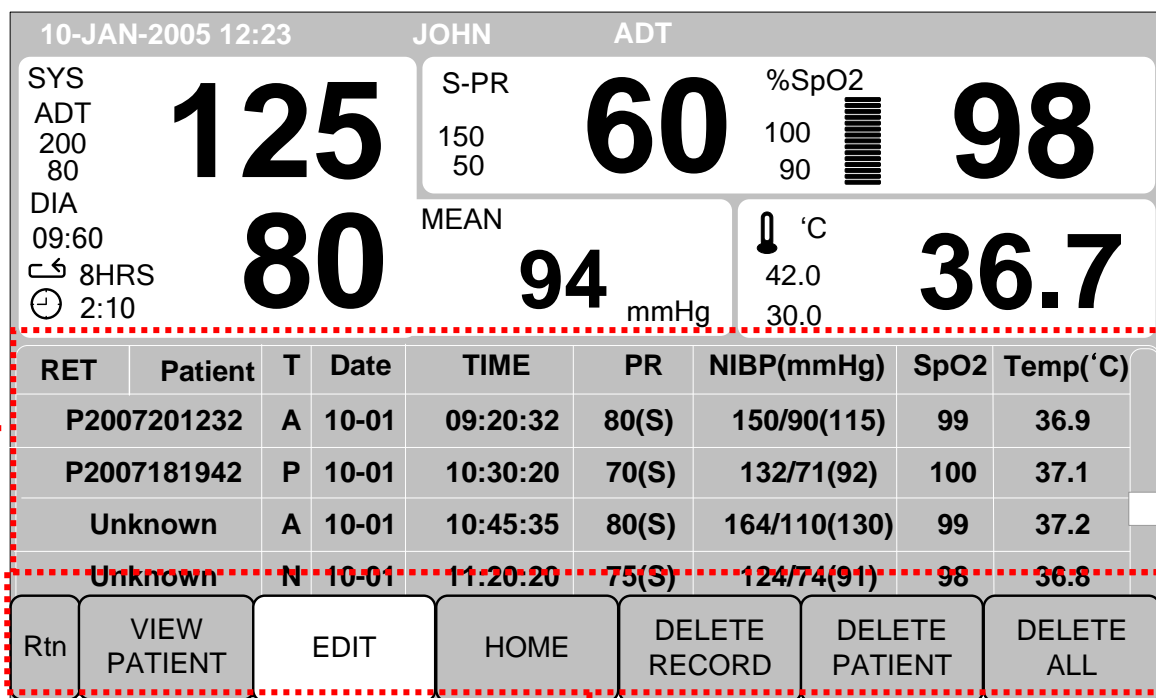 10-JAN-2005 12:23 JOHN ADT
SYS
ADT
200
80
125
S-PR
150
50
60
%SpO2
100
90
98
DIA
09:60
8HRS
2:10
80
MEAN
94
mmHg
‘C
42.0
30.0
36.7
RET Patient T Date TIME PR NIBP(mmHg) SpO2 Temp(‘C)
P2007201232 A 10-01 09:20:32 80(S) 150/90(115) 99 36.9
P2007181942 P 10-01 10:30:20 70(S) 132/71(92) 100 37.1
Unknown A 10-01 10:45:35 80(S) 164/110(130) 99 37.2
Unknown N 10-01 11:20:20 75(S) 124/74(91) 98 36.8
Rtn
VIEW
PATIENT
EDIT
HOME
DELETE
RECORD
DELETE
PATIENT
DELETE
ALL